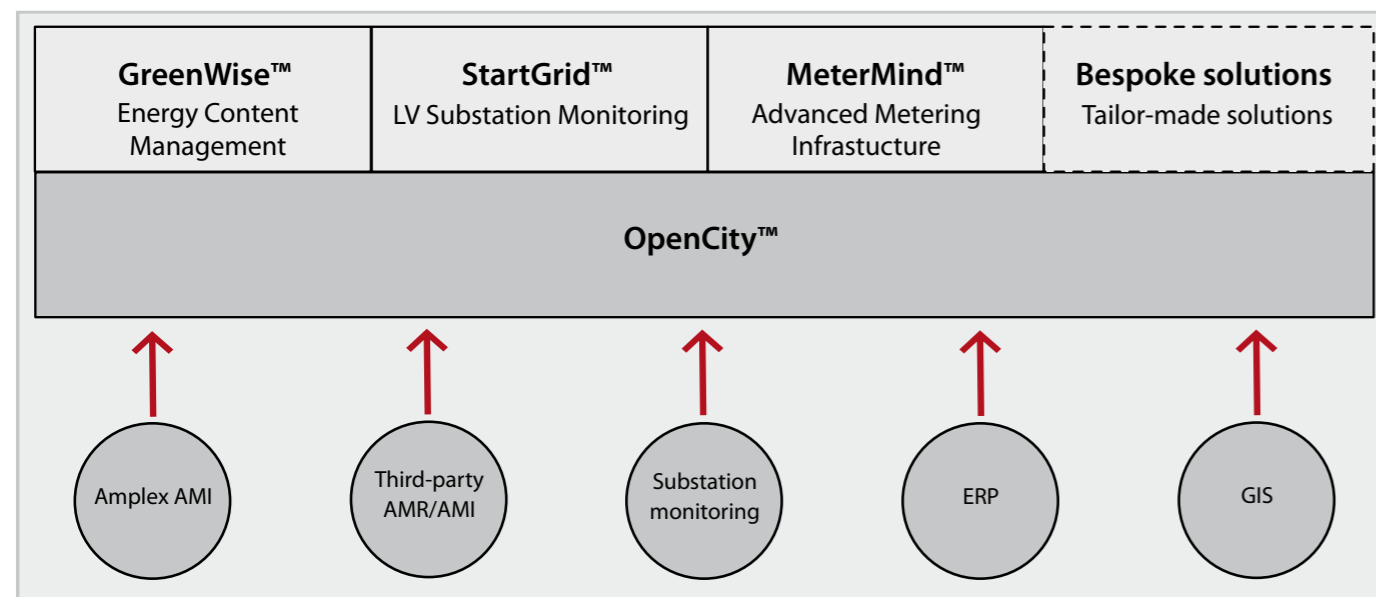 GreenWise™
Energy Content
Management
StartGrid™
LV Substation Monitoring
MeterMind™
Advanced Metering
Infrastucture
Bespoke solutions
Tailor-made solutions
OpenCity™
Amplex AMI
Third-party
AMR/AMI
Substation
monitoring
ERP
GIS